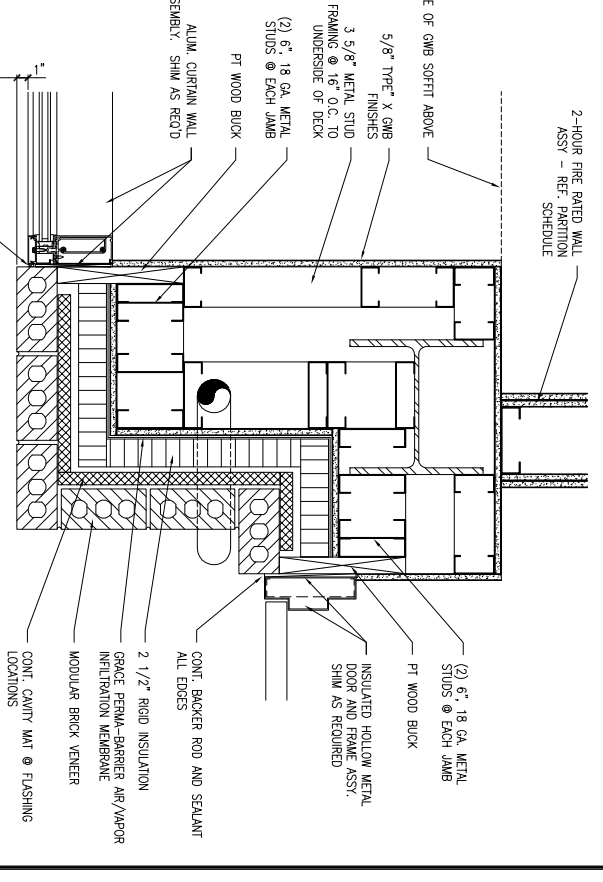 2-HOUR FIRE RATED WALL
ASSY - REF. PARTITION
SCHEDULE
E OF GWB SOFFIT ABOVE
5/8" TYPE" X GWB
FINISHES
3 5/8" METAL STUD
FRAMING @ 16" O.C. TO
UNDERSIDE OF DECK
(2) 6", 18 GA. METAL
STUDS @ EACH JAMB
PT WOOD BUCK
ALUM. CURTAIN WALL
SEMBLY. SHIM AS REQ'D
1"
(2) 6", 18 GA. METAL
STUDS @ EACH JAMB
PT WOOD BUCK
INSULATED HOLLOW METAL
DOOR AND FRAME ASSY.
SHIM AS REQUIRED
CONT. BACKER ROD AND SEALANT
ALL EDGES
2 1/2" RIGID INSULATION
GRACE PERMA-BARRIER AIR/VAPOR
INFILTRATION MEMBRANE
MODULAR BRICK VENEER
CONT. CAVITY MAT @ FLASHING
LOCATIONS